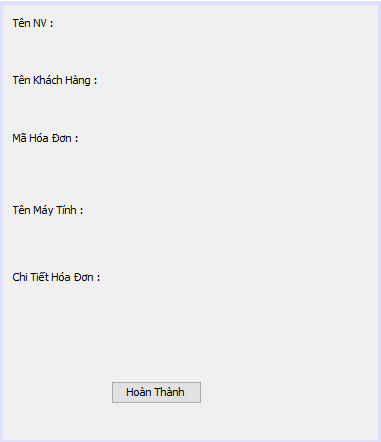 Tên NV :
Tên Khách Hàng :
Mã Hóa Đơn :
Tên Máy Tính :
Chi Tiết Hóa Đơn :
Hoàn Thành